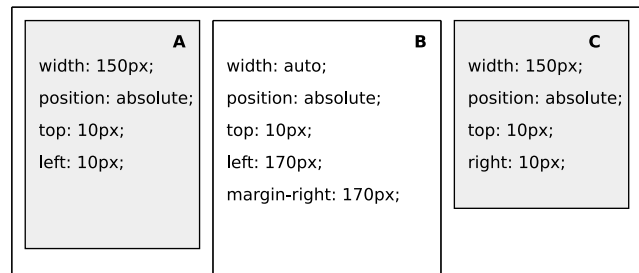 A
width: 150px;
position: absolute;
top: 10px;
left: 10px;
B
width: auto;
position: absolute;
top: 10px;
left: 170px;
margin-right: 170px;
C
width: 150px;
position: absolute;
top: 10px;
right: 10px;